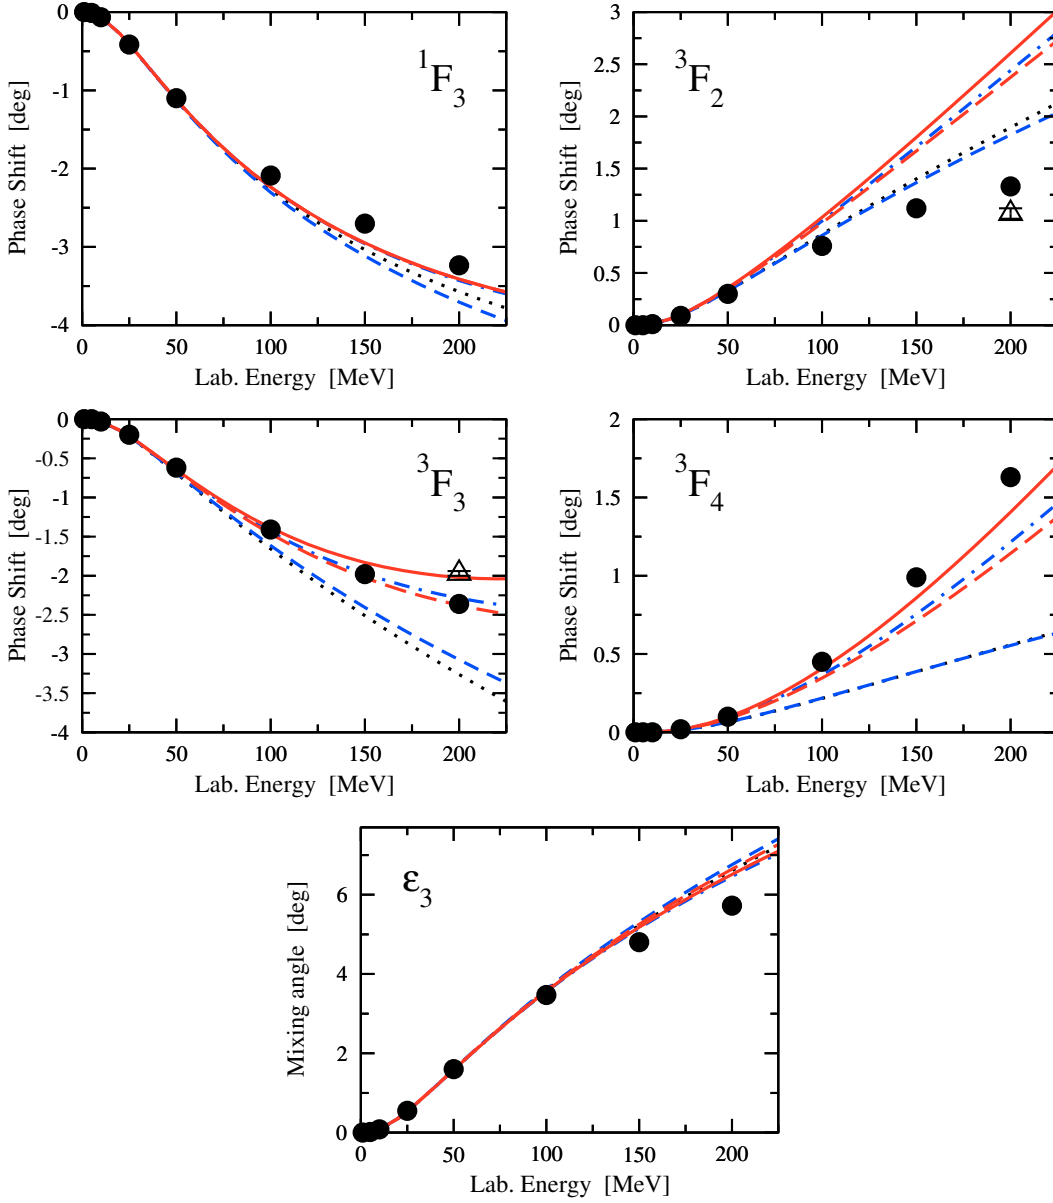 0
-1
-2
-3
-4
Phase Shift [deg]
¹F₃
0 50 100 150 200
Lab. Energy [MeV]
3
2.5
2
1.5
1
0.5
0
Phase Shift [deg]
³F₂
0 50 100 150 200
Lab. Energy [MeV]
0
-0.5
-1
-1.5
-2
-2.5
-3
-3.5
-4
Phase Shift [deg]
³F₃
0 50 100 150 200
Lab. Energy [MeV]
2
1.5
1
0.5
0
Phase Shift [deg]
³F₄
0 50 100 150 200
Lab. Energy [MeV]
6
4
2
0
Mixing angle [deg]
ε₃
0 50 100 150 200
Lab. Energy [MeV]